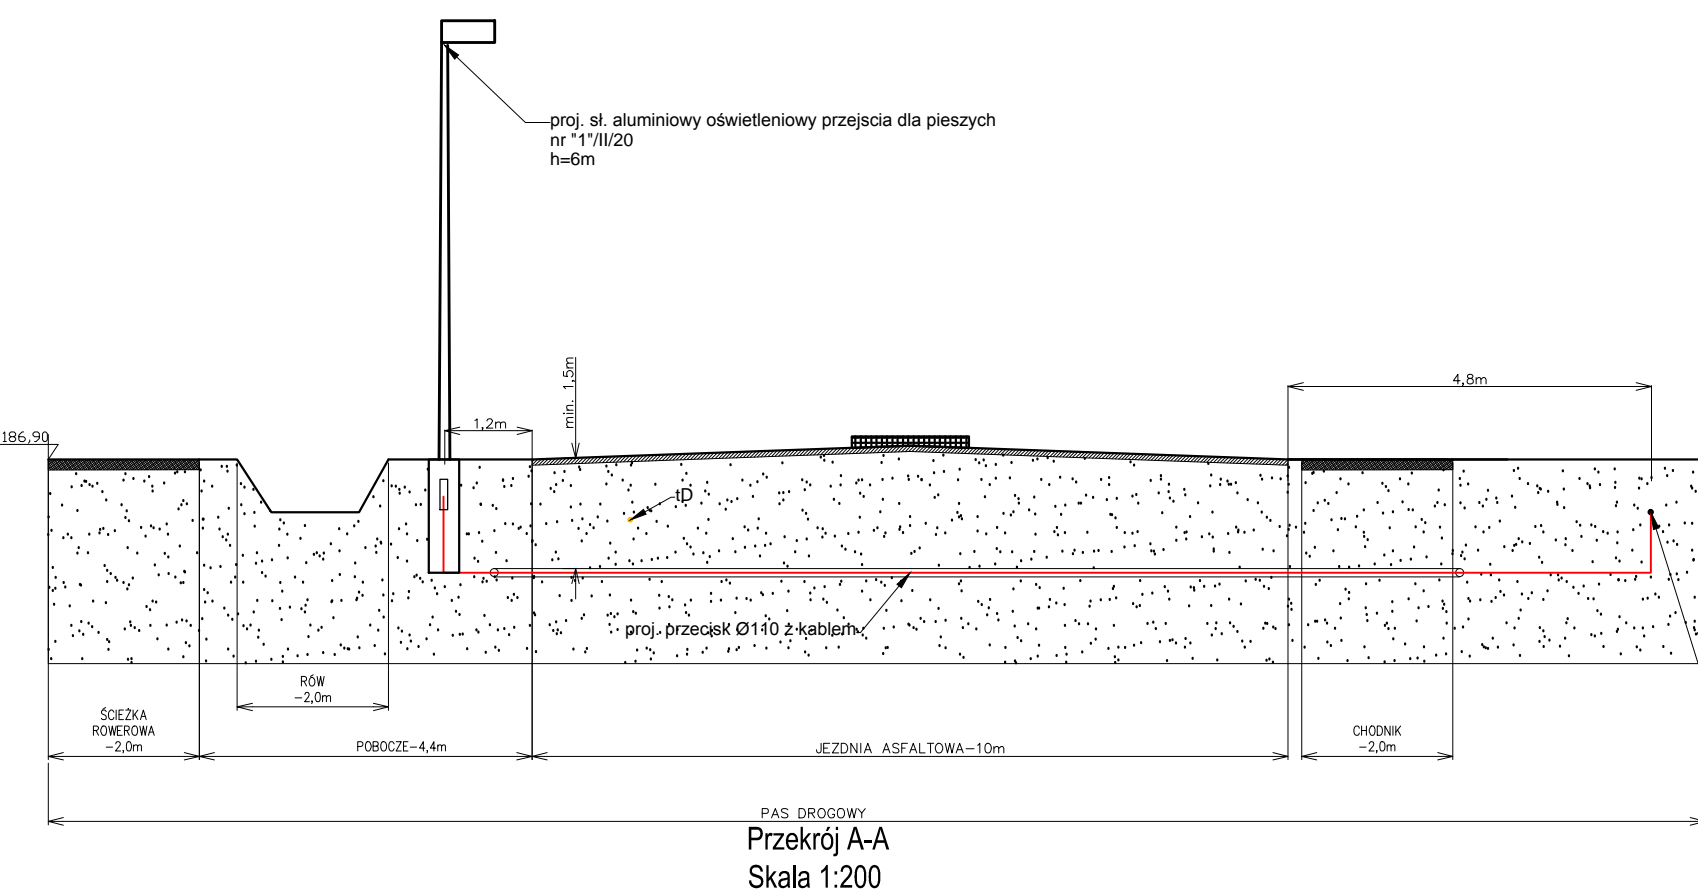 proj. sł. aluminiowy oświetleniowy przejscia dla pieszych
nr "1"/II/20
h=6m
min. 1,5m
4,8m
1,2m
186,90
tD
proj. przecisk Ø110 z kablem
RÓW
-2,0m
ŚCIEŻKA
ROWEROWA
-2,0m
POBOCZE-4,4m
JEZDNIA ASFALTOWA-10m
CHODNIK
-2,0m
PAS DROGOWY
Przekrój A-A
Skala 1:200